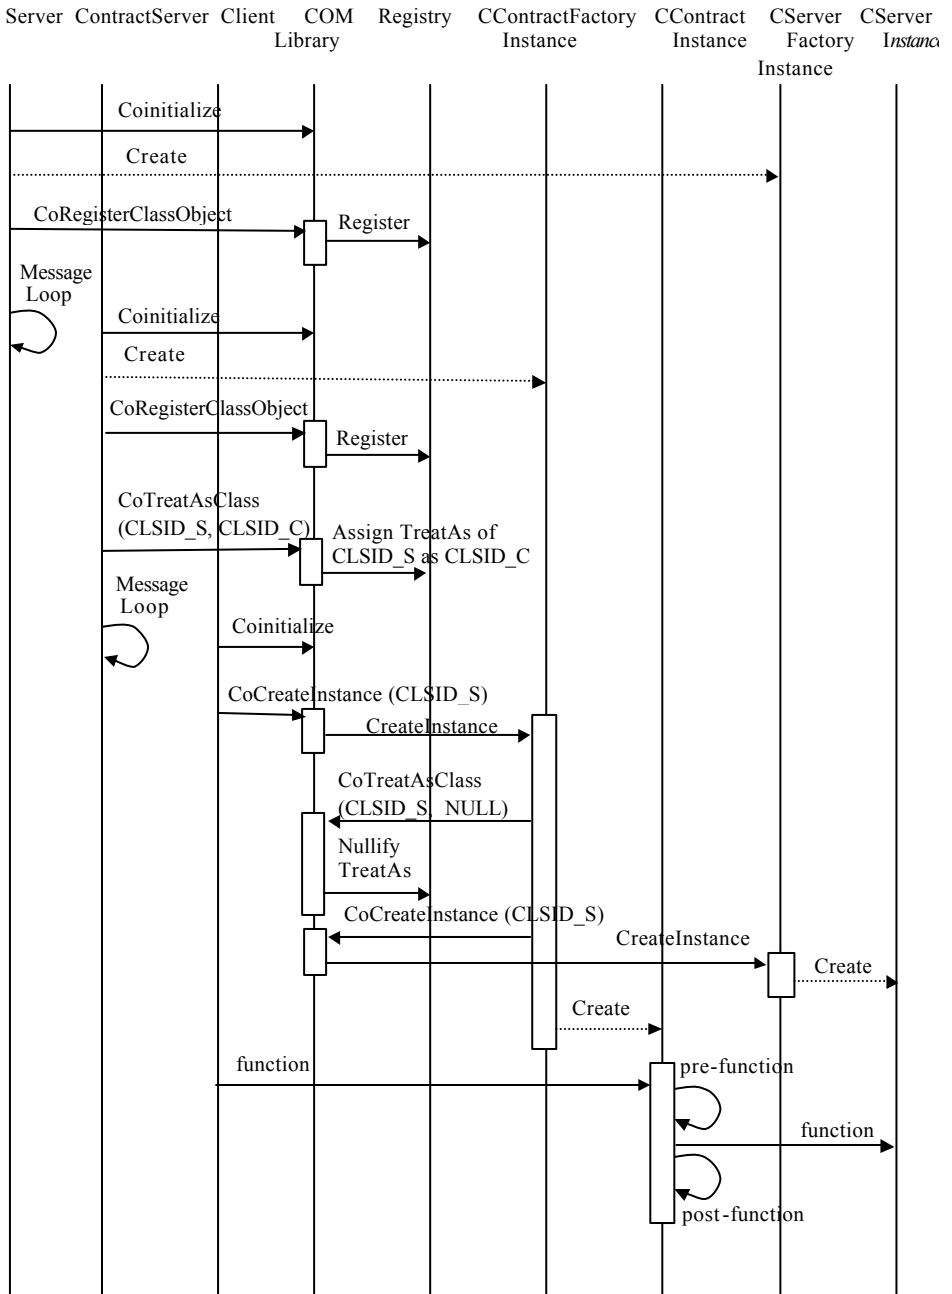 Server ContractServer Client COM Registry CContractFactory CContract CServer CServer
Library Instance Instance Factory Instance
Instance
Coinitialize
Create
CoRegisterClassObject
Register
Message
Loop
Coinitialize
Create
CoRegisterClassObject
Register
CoTreatAsClass
(CLSID_S, CLSID_C)
Assign TreatAs of
CLSID_S as CLSID_C
Message
Loop
Coinitialize
CoCreateInstance (CLSID_S)
CreateInstance
CoTreatAsClass
(CLSID_S, NULL)
Nullify
TreatAs
CoCreateInstance (CLSID_S)
CreateInstance
Create
Create
function
pre-function
function
post-function